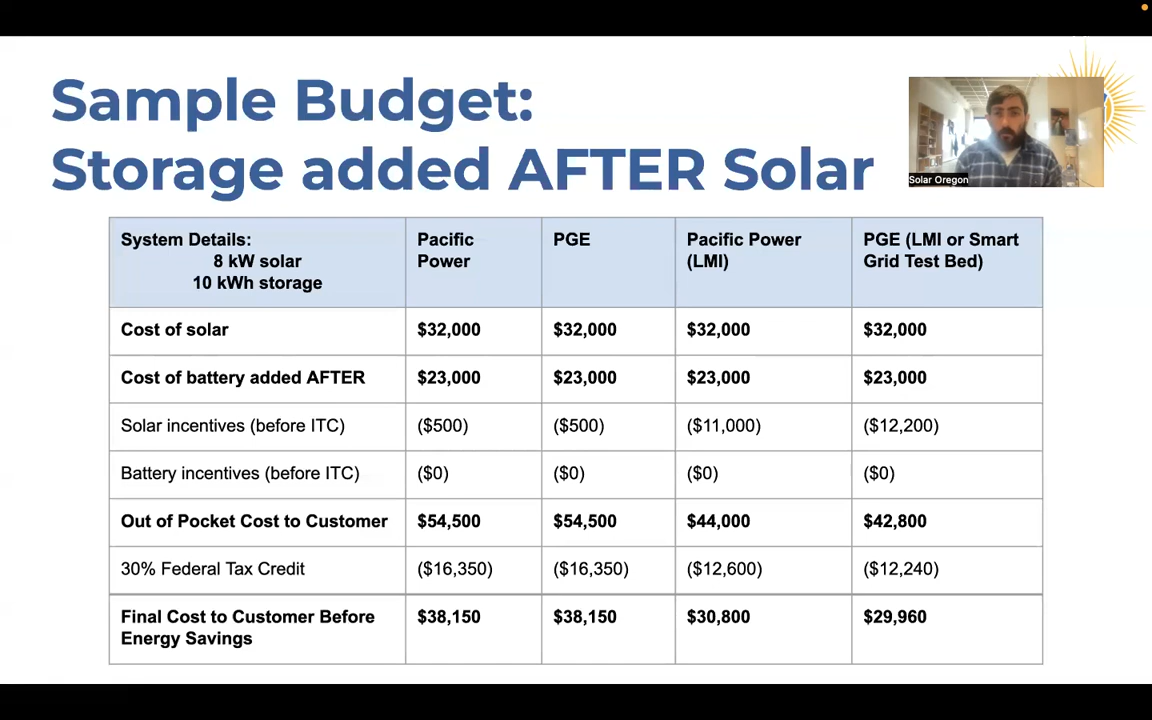 Sample Budget:
Storage added AFTER Solar
Solar Oregon
System Details:
8 kW solar
10 kWh storage
Pacific
Power
PGE
Pacific Power
(LMI)
PGE (LMI or Smart
Grid Test Bed)
Cost of solar
$32,000
$32,000
$32,000
$32,000
Cost of battery added AFTER
$23,000
$23,000
$23,000
$23,000
Solar incentives (before ITC)
($500)
($500)
($11,000)
($12,200)
Battery incentives (before ITC)
($0)
($0)
($0)
($0)
Out of Pocket Cost to Customer
$54,500
$54,500
$44,000
$42,800
30% Federal Tax Credit
($16,350)
($16,350)
($12,600)
($12,240)
Final Cost to Customer Before
Energy Savings
$38,150
$38,150
$30,800
$29,960